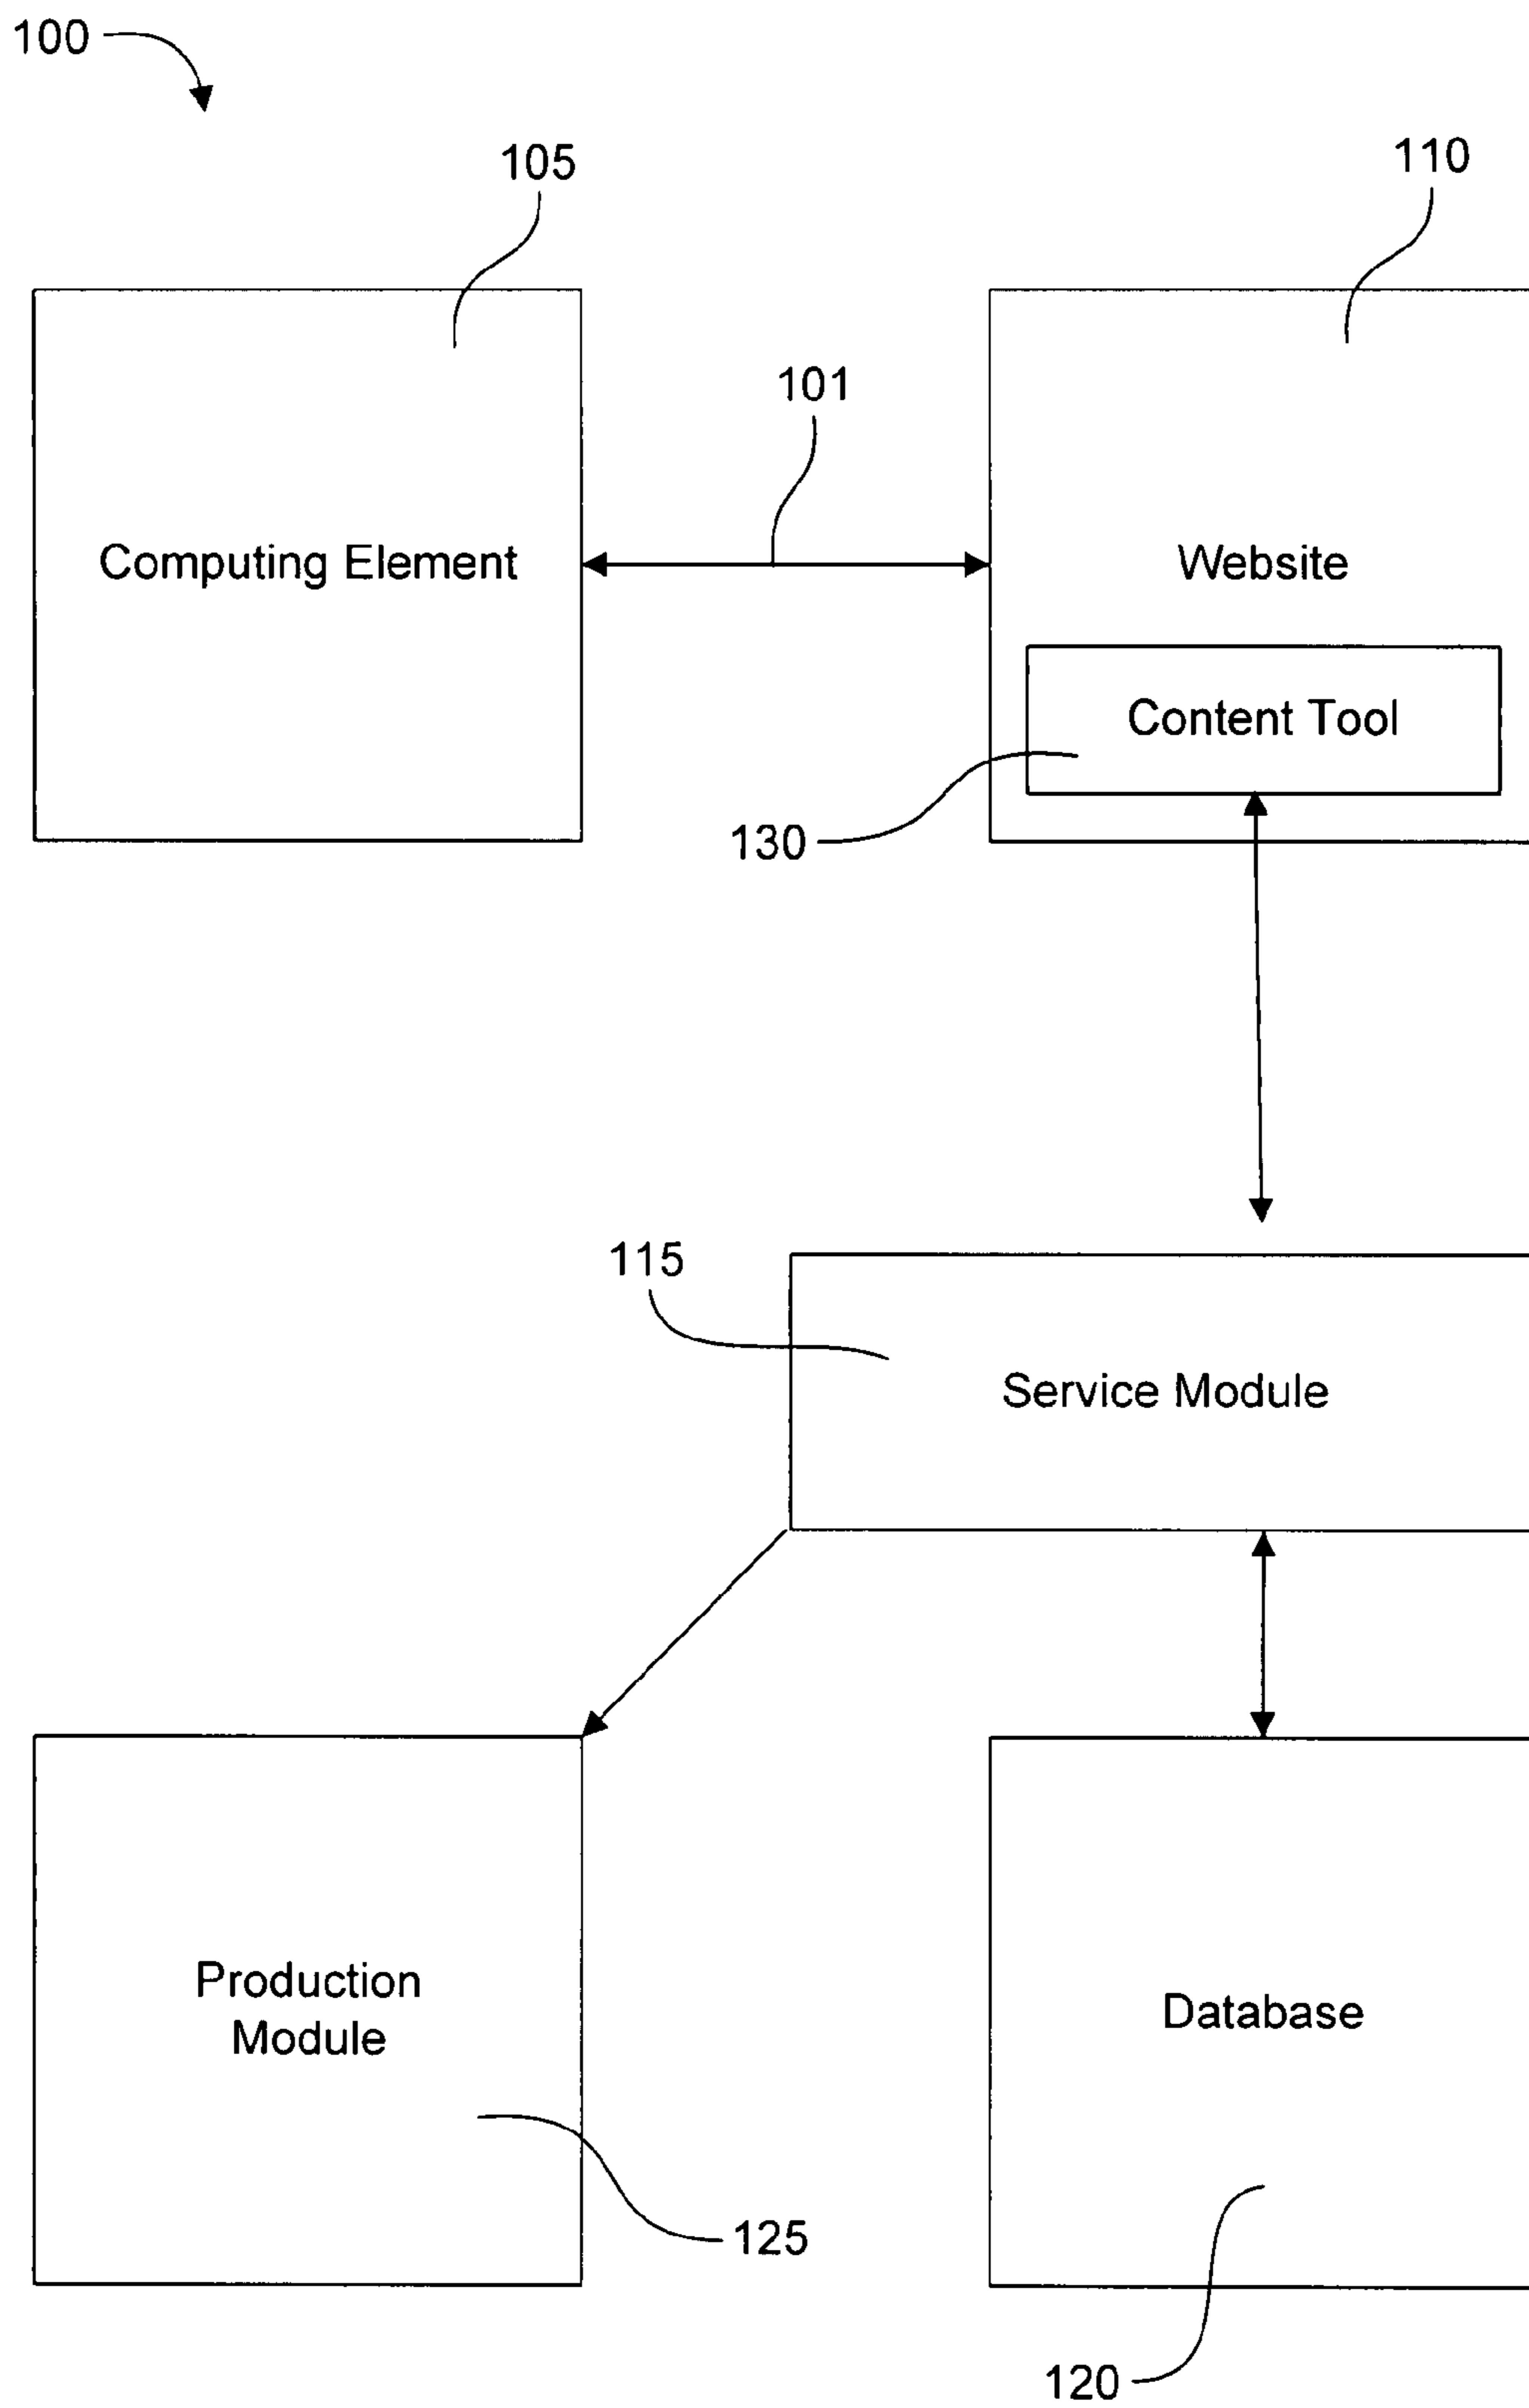 100
105
110
101
Computing Element
Website
Content Tool
130
115
Service Module
Production
Module
Database
125
120